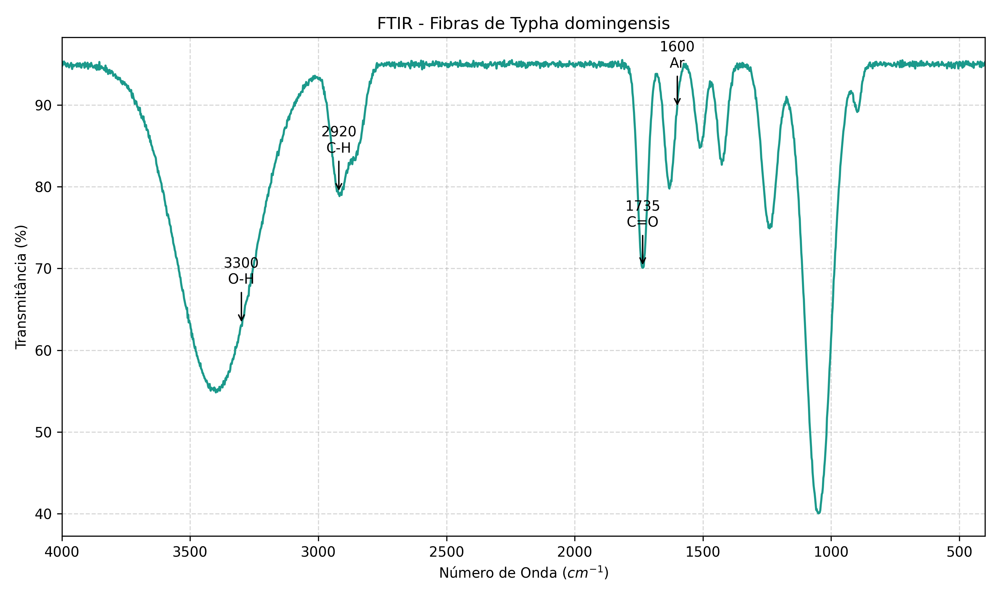 FTIR - Fibras de Typha domingensis
1600
Ar
2920
C-H
1735
C=O
3300
O-H
90
80
70
60
50
40
Transmitância (%)
4000 3500 3000 2500 2000 1500 1000 500
Número de Onda (cm⁻¹)